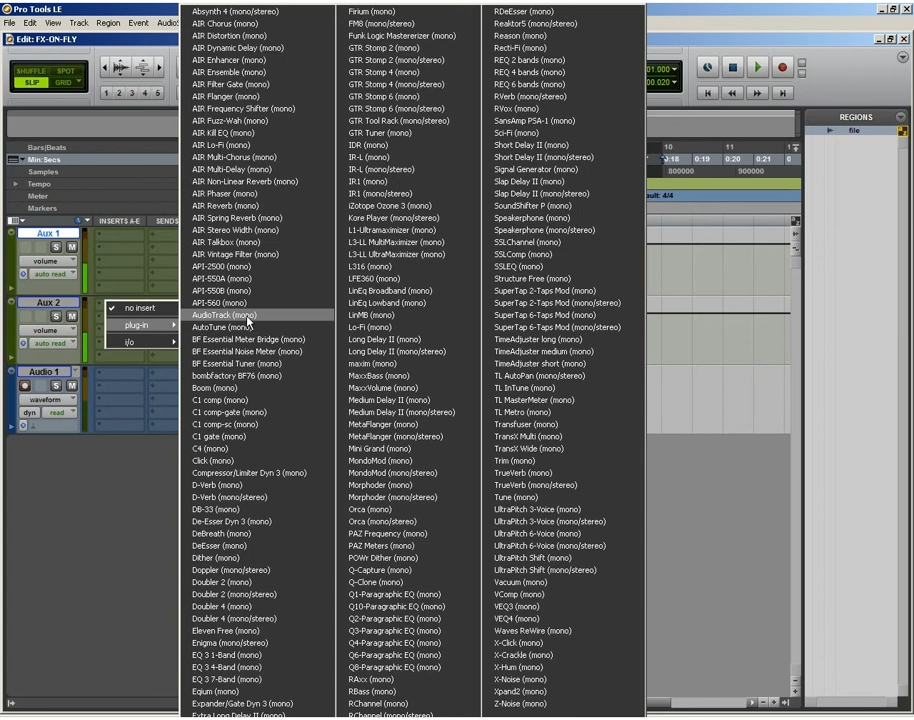 Pro Tools LE
File Edit View Track Region Event AudioS
Edit: FX-ON-FLY
SHUFFLE SPOT
SLIP GRID
1 2 3 4 5
01.000
00.020
REGIONS
file
Bars|Beats
Min:Secs
Samples
Tempo
Meter
Markers
10 11 1
0:18 0:19 0:20 0:21
800000 900000
ault: 4/4
INSERTS A-E SENDS
Aux 1
S M
volume
auto read
Aux 2
S M
volume
auto read
Audio 1
S M
waveform
dyn read
no insert
plug-in
i/o
Absynth 4 (mono/stereo)
AIR Chorus (mono)
AIR Distortion (mono)
AIR Dynamic Delay (mono)
AIR Enhancer (mono)
AIR Ensemble (mono)
AIR Filter Gate (mono)
AIR Flanger (mono)
AIR Frequency Shifter (mono)
AIR Fuzz-Wah (mono)
AIR Kill EQ (mono)
AIR Lo-Fi (mono)
AIR Multi-Chorus (mono)
AIR Multi-Delay (mono)
AIR Non-Linear Reverb (mono)
AIR Phaser (mono)
AIR Reverb (mono)
AIR Spring Reverb (mono)
AIR Stereo Width (mono)
AIR Talkbox (mono)
AIR Vintage Filter (mono)
API-2500 (mono)
API-550A (mono)
API-550B (mono)
API-560 (mono)
AudioTrack (mono)
AutoTune (mono)
BF Essential Meter Bridge (mono)
BF Essential Noise Meter (mono)
BF Essential Tuner (mono)
bombfactory BF76 (mono)
Boom (mono)
C1 comp (mono)
C1 comp-gate (mono)
C1 comp-sc (mono)
C1 gate (mono)
C4 (mono)
Click (mono)
Compressor/Limiter Dyn 3 (mono)
D-Verb (mono)
D-Verb (mono/stereo)
DB-33 (mono)
De-Esser Dyn 3 (mono)
DeBreath (mono)
DeEsser (mono)
Dither (mono)
Doppler (mono/stereo)
Doubler 2 (mono)
Doubler 2 (mono/stereo)
Doubler 4 (mono)
Doubler 4 (mono/stereo)
Eleven Free (mono)
Enigma (mono/stereo)
EQ 3 1-Band (mono)
EQ 3 4-Band (mono)
EQ 3 7-Band (mono)
Eqium (mono)
Expander/Gate Dyn 3 (mono)
Extra Long Delay II (mono)
Firium (mono)
FM8 (mono/stereo)
Funk Logic Mastererizer (mono)
GTR Stomp 2 (mono)
GTR Stomp 2 (mono/stereo)
GTR Stomp 4 (mono)
GTR Stomp 4 (mono/stereo)
GTR Stomp 6 (mono)
GTR Stomp 6 (mono/stereo)
GTR Tool Rack (mono/stereo)
GTR Tuner (mono)
IDR (mono)
IR-L (mono)
IR-L (mono/stereo)
IR1 (mono)
IR1 (mono/stereo)
iZotope Ozone 3 (mono)
Kore Player (mono/stereo)
L1-Ultramaximizer (mono)
L3-LL MultiMaximizer (mono)
L3-LL UltraMaximizer (mono)
L316 (mono)
LFE360 (mono)
LinEq Broadband (mono)
LinEq Lowband (mono)
LinMB (mono)
Lo-Fi (mono)
Long Delay II (mono)
Long Delay II (mono/stereo)
maxim (mono)
MaxxBass (mono)
MaxxVolume (mono)
Medium Delay II (mono)
Medium Delay II (mono/stereo)
MetaFlanger (mono)
MetaFlanger (mono/stereo)
Mini Grand (mono)
MondoMod (mono)
MondoMod (mono/stereo)
Morphoder (mono)
Morphoder (mono/stereo)
Orca (mono)
Orca (mono/stereo)
PAZ Frequency (mono)
PAZ Meters (mono)
POWr Dither (mono)
Q-Capture (mono)
Q-Clone (mono)
Q1-Paragraphic EQ (mono)
Q10-Paragraphic EQ (mono)
Q2-Paragraphic EQ (mono)
Q3-Paragraphic EQ (mono)
Q4-Paragraphic EQ (mono)
Q6-Paragraphic EQ (mono)
Q8-Paragraphic EQ (mono)
RAxx (mono)
RBass (mono)
RChannel (mono)
RChannel (mono/stereo)
RDeEsser (mono)
Reaktor5 (mono/stereo)
Reason (mono)
Recti-Fi (mono)
REQ 2 bands (mono)
REQ 4 bands (mono)
REQ 6 bands (mono)
RVerb (mono/stereo)
RVox (mono)
SansAmp PSA-1 (mono)
Sci-Fi (mono)
Short Delay II (mono)
Short Delay II (mono/stereo)
Signal Generator (mono)
Slap Delay II (mono)
Slap Delay II (mono/stereo)
SoundShifter P (mono)
Speakerphone (mono)
Speakerphone (mono/stereo)
SSLChannel (mono)
SSLComp (mono)
SSLEQ (mono)
Structure Free (mono)
SuperTap 2-Taps Mod (mono)
SuperTap 2-Taps Mod (mono/stereo)
SuperTap 6-Taps Mod (mono)
SuperTap 6-Taps Mod (mono/stereo)
TimeAdjuster long (mono)
TimeAdjuster medium (mono)
TimeAdjuster short (mono)
TL AutoPan (mono/stereo)
TL InTune (mono)
TL MasterMeter (mono)
TL Metro (mono)
Transfuser (mono)
TransX Multi (mono)
TransX Wide (mono)
Trim (mono)
TrueVerb (mono)
TrueVerb (mono/stereo)
Tune (mono)
UltraPitch 3-Voice (mono)
UltraPitch 3-Voice (mono/stereo)
UltraPitch 6-Voice (mono)
UltraPitch 6-Voice (mono/stereo)
UltraPitch Shift (mono)
UltraPitch Shift (mono/stereo)
Vacuum (mono)
VComp (mono)
VEQ3 (mono)
VEQ4 (mono)
Waves ReWire (mono)
X-Click (mono)
X-Crackle (mono)
X-Hum (mono)
X-Noise (mono)
Xpand2 (mono)
Z-Noise (mono)